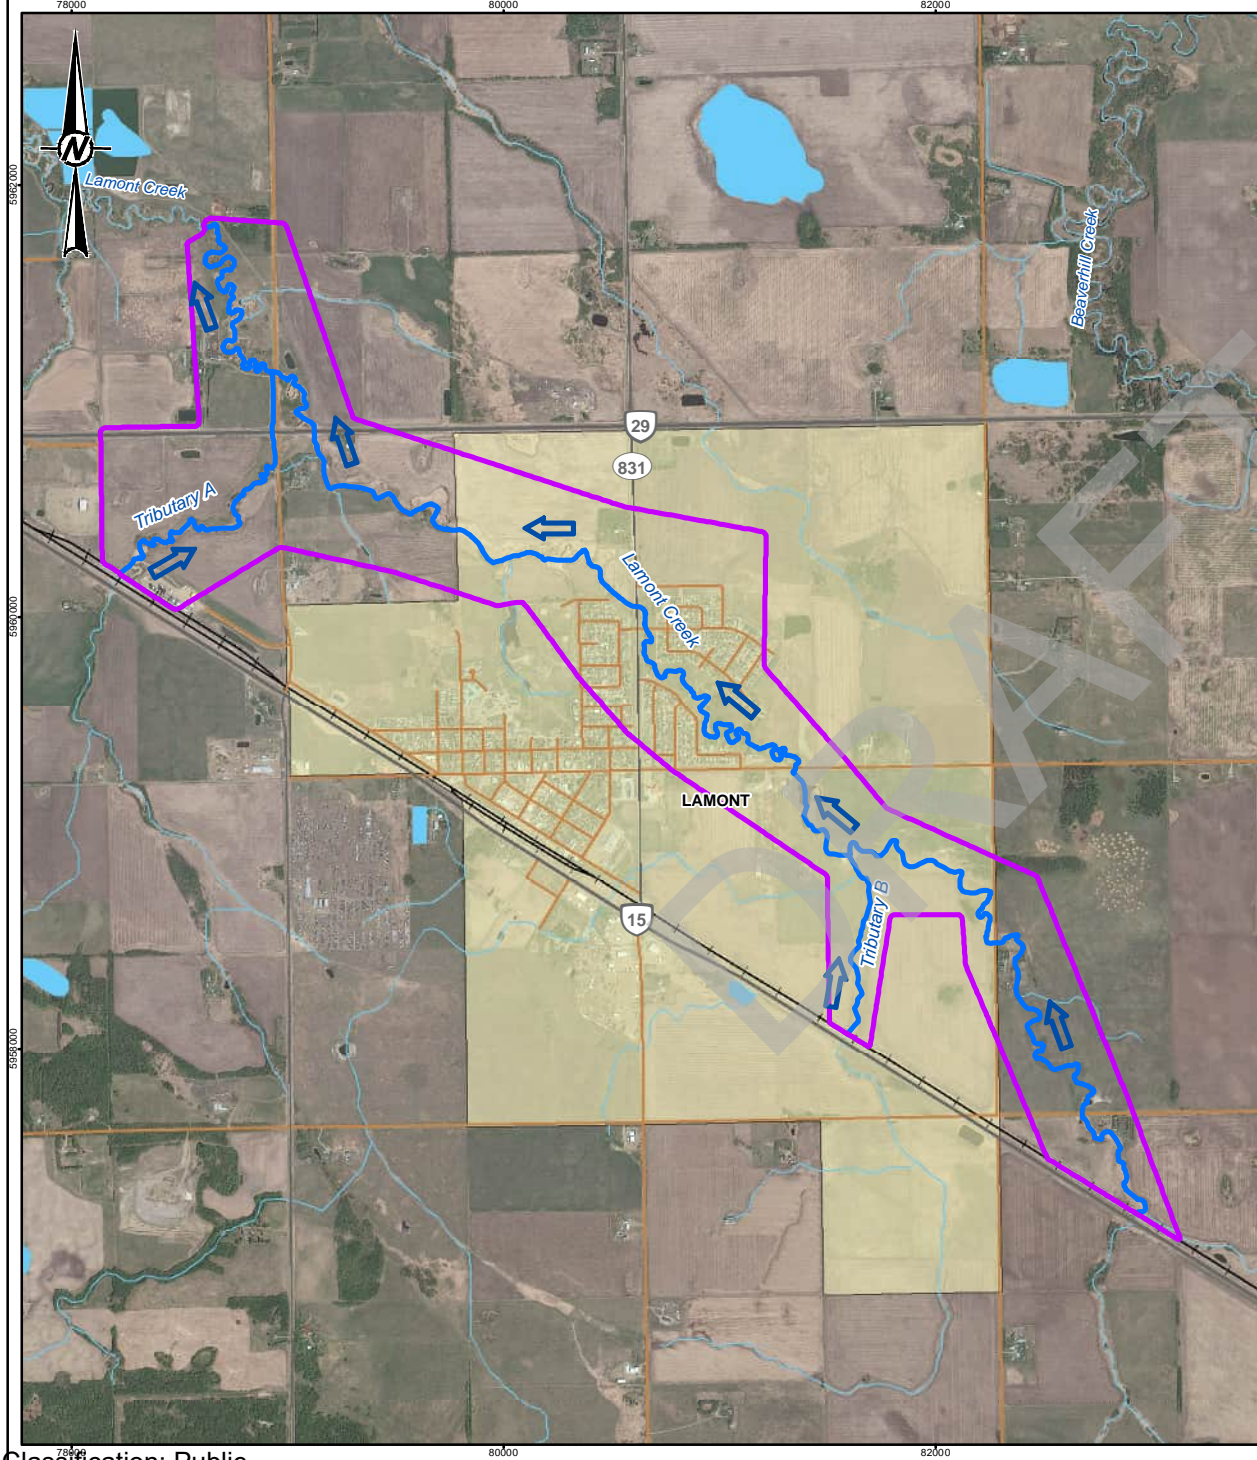 78000 80000 82000
N
5962000
Lamont Creek
Beaverhill Creek
29
831
Tributary A
Lamont Creek
5960000
LAMONT
DRAFT
Tributary B
15
5958000
78000 80000 82000
Classification: Public